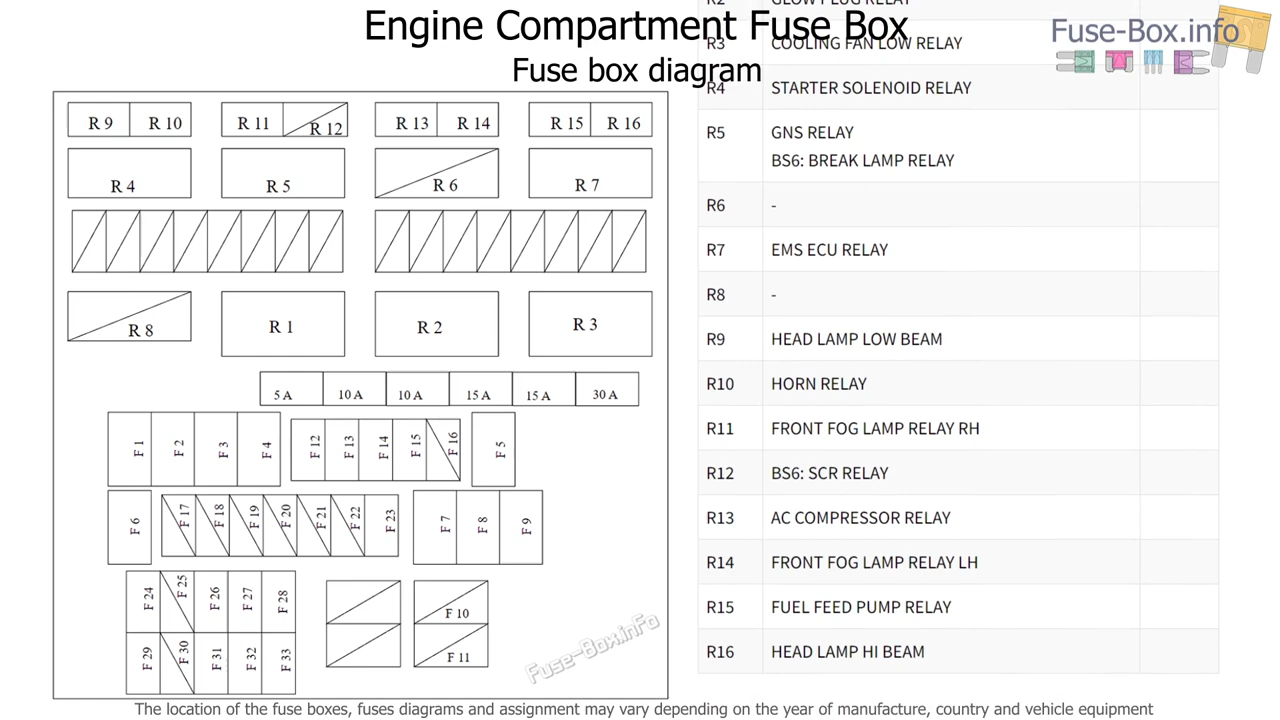 Engine Compartment Fuse Box
Fuse box diagram
Fuse-Box.info
R 9 R 10 R 11 R 12 R 13 R 14 R 15 R 16
R 4 R 5 R 6 R 7
R 8 R 1 R 2 R 3
5 A 10 A 10 A 15 A 15 A 30 A
F 1 F 2 F 3 F 4 F 12 F 13 F 14 F 15 F 16 F 5
F 6 F 17 F 18 F 19 F 20 F 21 F 22 F 23 F 7 F 8 F 9
F 24 F 25 F 26 F 27 F 28 F 10
F 29 F 30 F 31 F 32 F 33 F 11
Fuse-Box.info
R2 GLOW PLUG RELAY
R3 COOLING FAN LOW RELAY
R4 STARTER SOLENOID RELAY
R5 GNS RELAY
BS6: BREAK LAMP RELAY
R6 -
R7 EMS ECU RELAY
R8 -
R9 HEAD LAMP LOW BEAM
R10 HORN RELAY
R11 FRONT FOG LAMP RELAY RH
R12 BS6: SCR RELAY
R13 AC COMPRESSOR RELAY
R14 FRONT FOG LAMP RELAY LH
R15 FUEL FEED PUMP RELAY
R16 HEAD LAMP HI BEAM
The location of the fuse boxes, fuses diagrams and assignment may vary depending on the year of manufacture, country and vehicle equipment